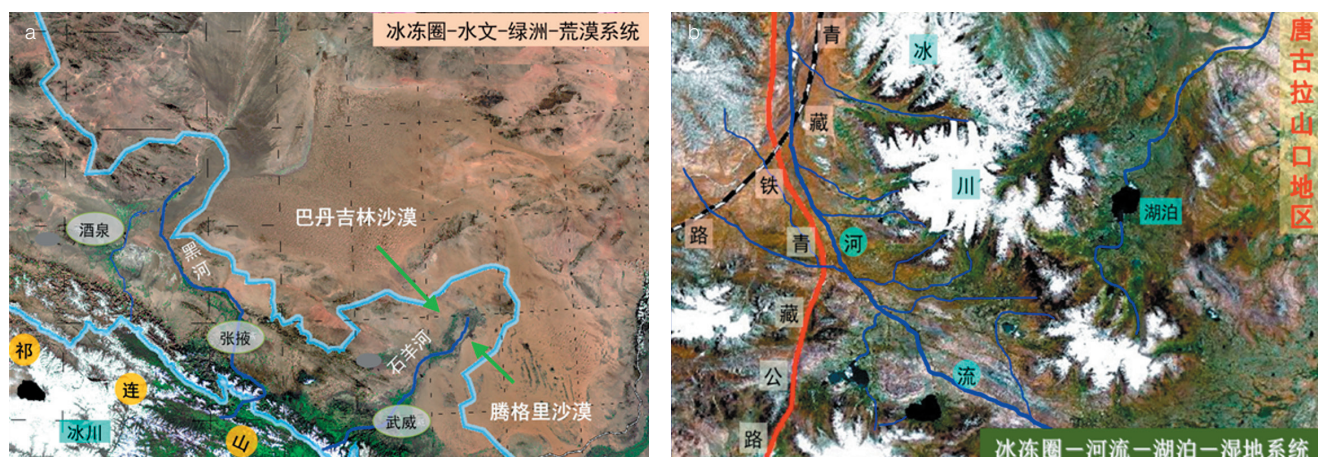 a
冰冻圈-水文-绿洲-荒漠系统
巴丹吉林沙漠
酒泉
黑河
张掖
石羊河
武威
腾格里沙漠
祁
连
山
冰川
b
唐古拉山口地区
青
藏
铁
路
青
藏
公
路
冰
川
河
流
湖泊
冰冻圈－河流－湖泊－湿地系统